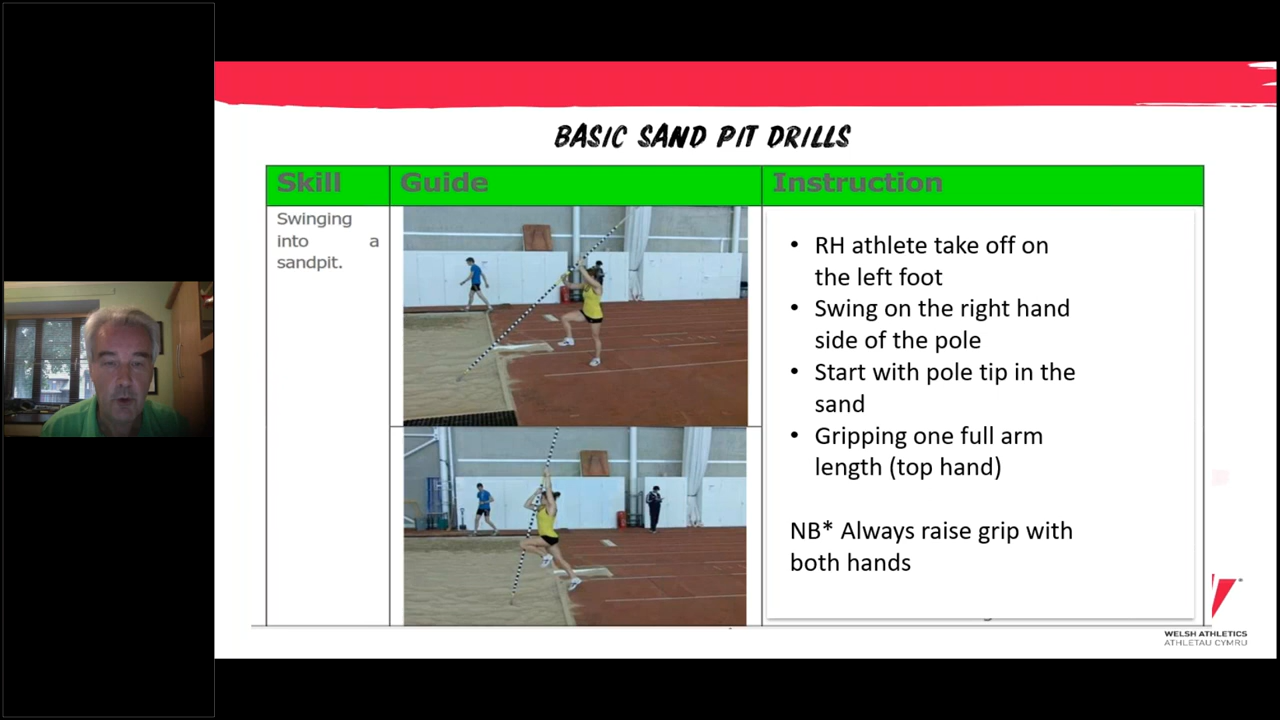 BASIC SAND PIT DRILLS
Skill
Guide
Instruction
Swinging
into a
sandpit.
• RH athlete take off on
the left foot
• Swing on the right hand
side of the pole
• Start with pole tip in the
sand
• Gripping one full arm
length (top hand)
NB* Always raise grip with
both hands
WELSH ATHLETICS
ATHLETAU CYMRU